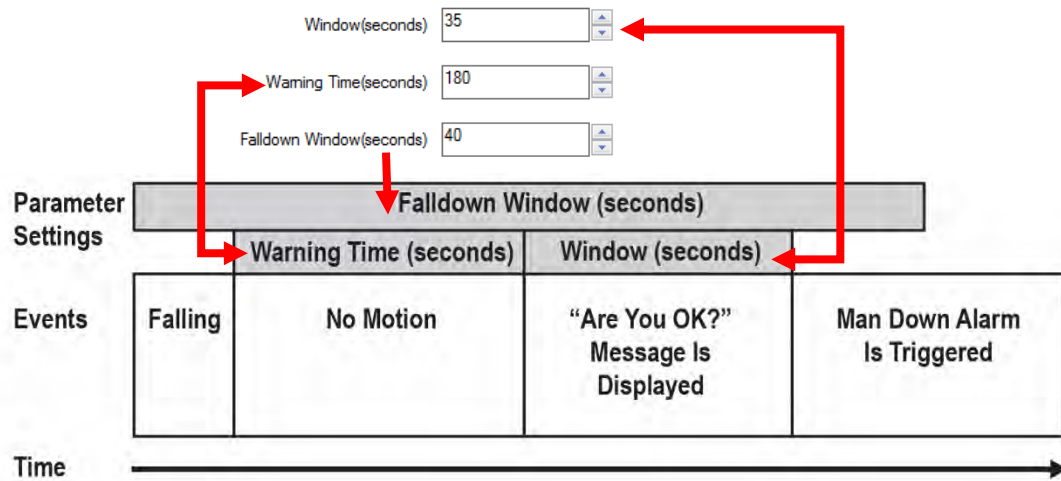 Window(seconds) 35
Warning Time(seconds) 180
Falldown Window(seconds) 40
Parameter Settings
Falldown Window (seconds)
Warning Time (seconds) Window (seconds)
Events
Falling
No Motion
“Are You OK?”
Message Is
Displayed
Man Down Alarm
Is Triggered
Time